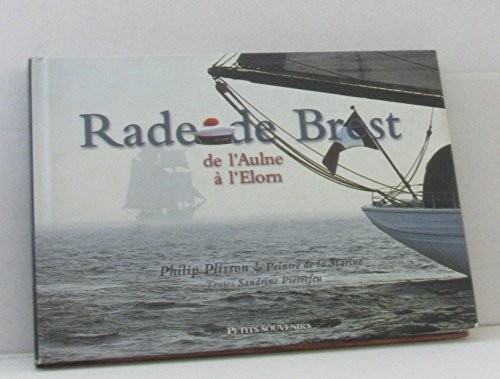 Rade de Brest
de l'Aulne
à l'Elorn
Philip Plisson Peintre de la Marine
Textes Sandrine Pierrefeu
PETITS SOUVENIRS